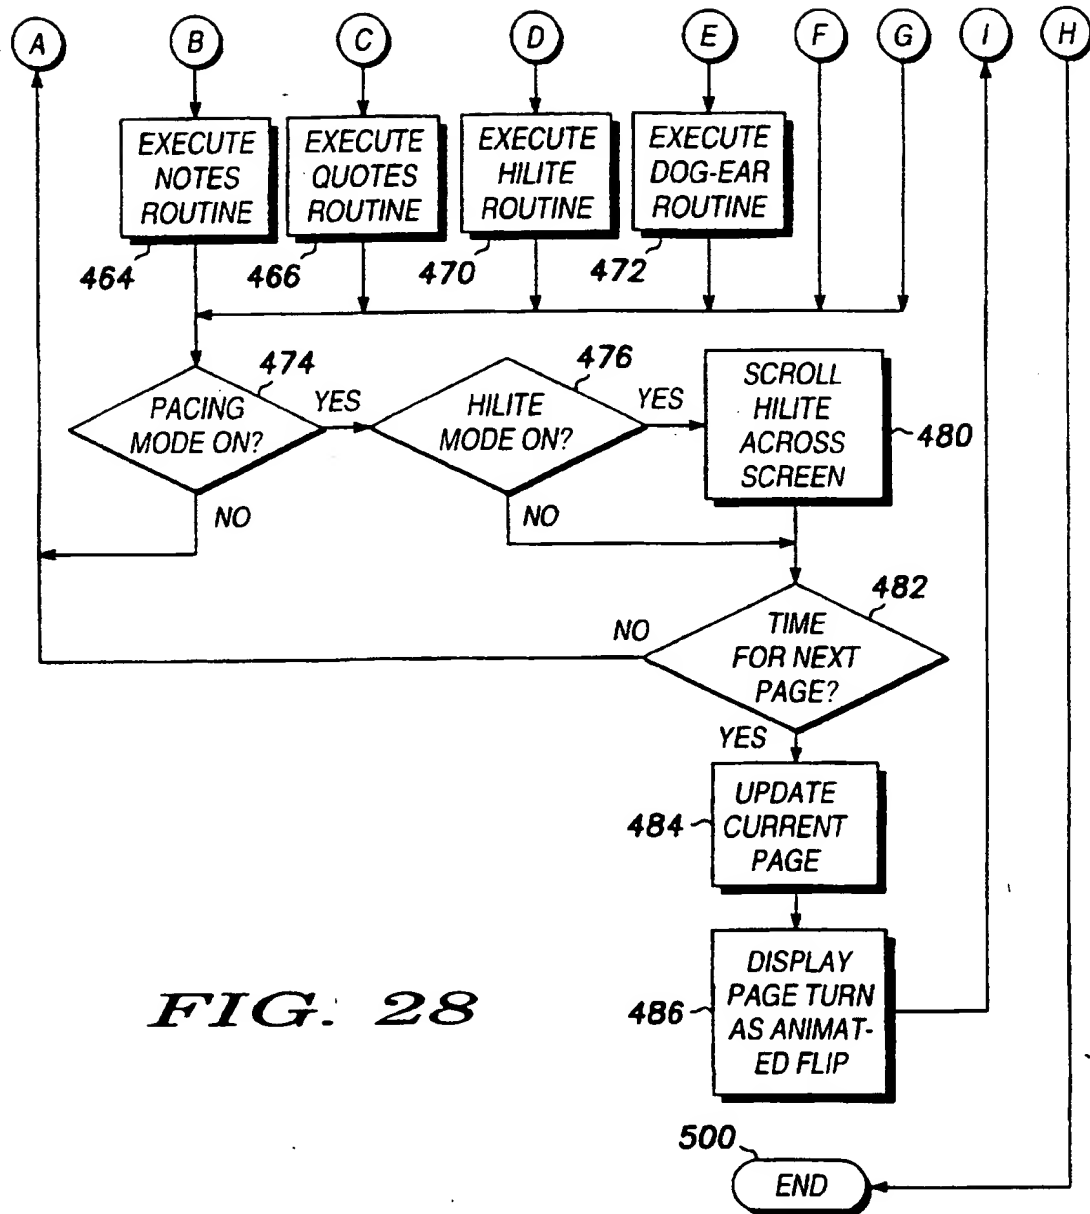 A B C D E F G I H
EXECUTE
NOTES
ROUTINE
464
EXECUTE
QUOTES
ROUTINE
466
EXECUTE
HILITE
ROUTINE
470
EXECUTE
DOG-EAR
ROUTINE
472
PACING
MODE ON?
474
YES
NO
HILITE
MODE ON?
476
YES
NO
SCROLL
HILITE
ACROSS
SCREEN
480
TIME
FOR NEXT
PAGE?
482
NO
YES
UPDATE
CURRENT
PAGE
484
DISPLAY
PAGE TURN
AS ANIMAT-
ED FLIP
486
FIG. 28
500
END